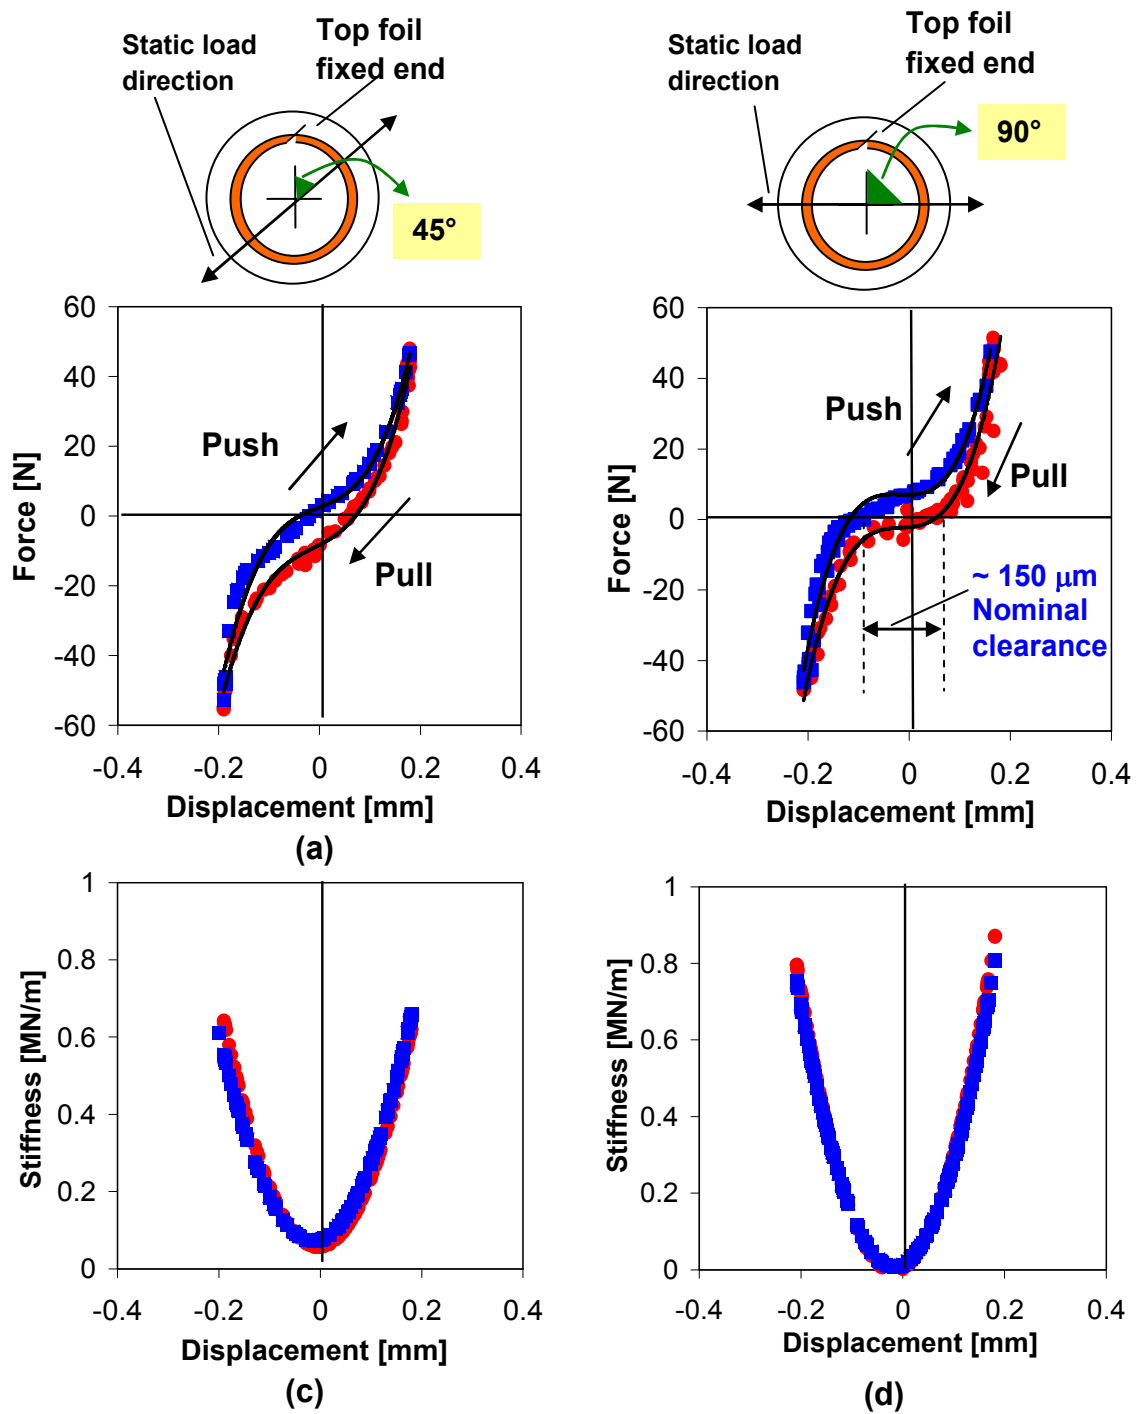 Static load
direction
Top foil
fixed end
45°
Static load
direction
Top foil
fixed end
90°
Force [N]
60
40
20
0
-20
-40
-60
Push
Pull
-0.4
-0.2
0
0.2
0.4
Displacement [mm]
(a)
Force [N]
60
40
20
0
-20
-40
-60
Push
Pull
~ 150 μm
Nominal
clearance
-0.4
-0.2
0
0.2
0.4
Displacement [mm]
Stiffness [MN/m]
1
0.8
0.6
0.4
0.2
0
-0.4
-0.2
0
0.2
0.4
Displacement [mm]
(c)
Stiffness [MN/m]
1
0.8
0.6
0.4
0.2
0
-0.4
-0.2
0
0.2
0.4
Displacement [mm]
(d)